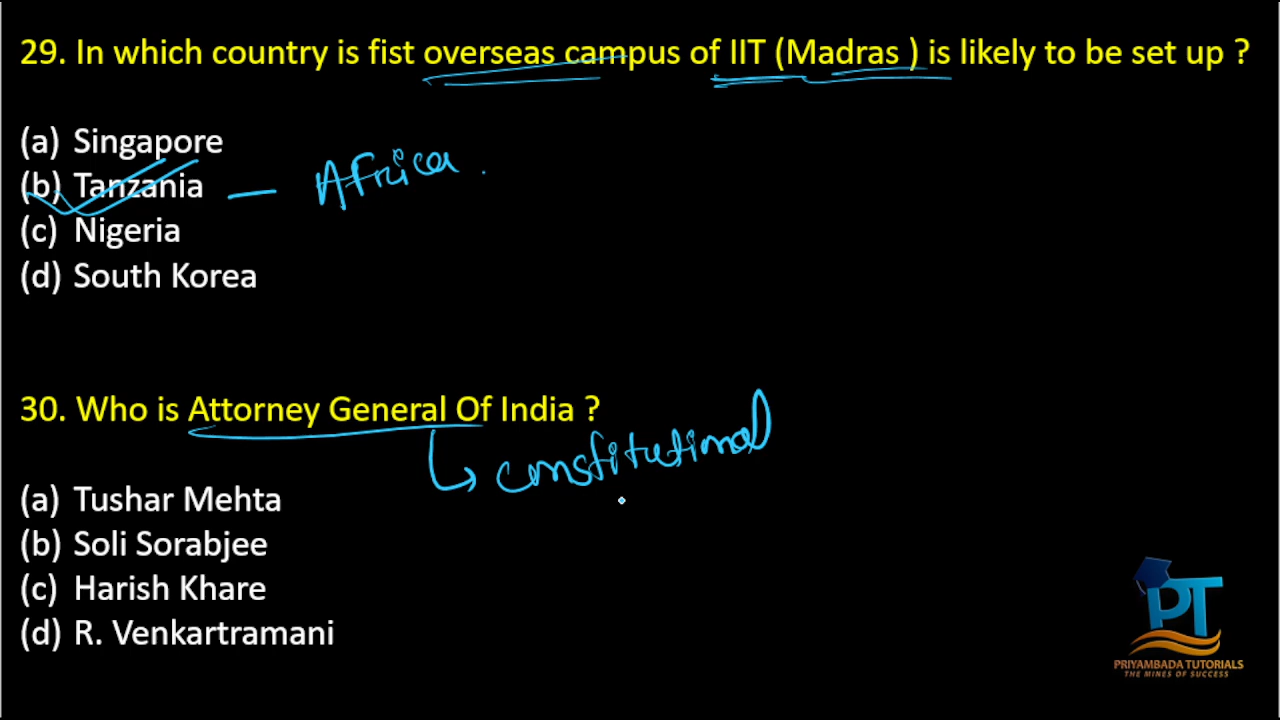 29. In which country is fist overseas campus of IIT (Madras ) is likely to be set up ?
(a) Singapore
(b) Tanzania — Africa.
(c) Nigeria
(d) South Korea
30. Who is Attorney General Of India ?
constitutional
(a) Tushar Mehta
(b) Soli Sorabjee
(c) Harish Khare
(d) R. Venkartramani
PT
PRIYAMBADA TUTORIALS
THE MINES OF SUCCESS